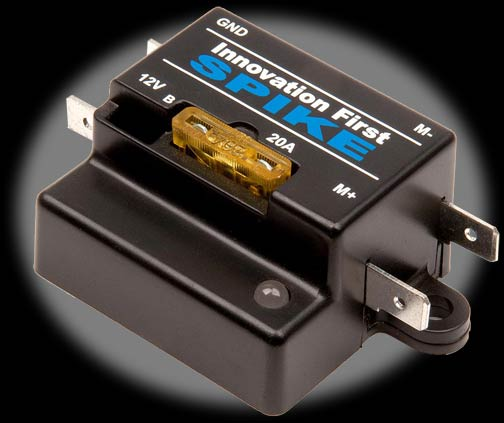 GND
Innovation First
SPIKE
12V
B
20A
M-
M+